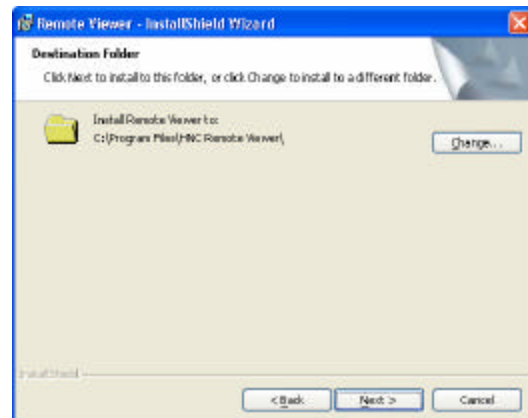 Remote Viewer - InstallShield Wizard
Destination Folder
Click Next to install to this folder, or click Change to install to a different folder.
Install Remote Viewer to:
C:\Program Files\HNC Remote Viewer\
Change...
InstallShield
< Back
Next >
Cancel